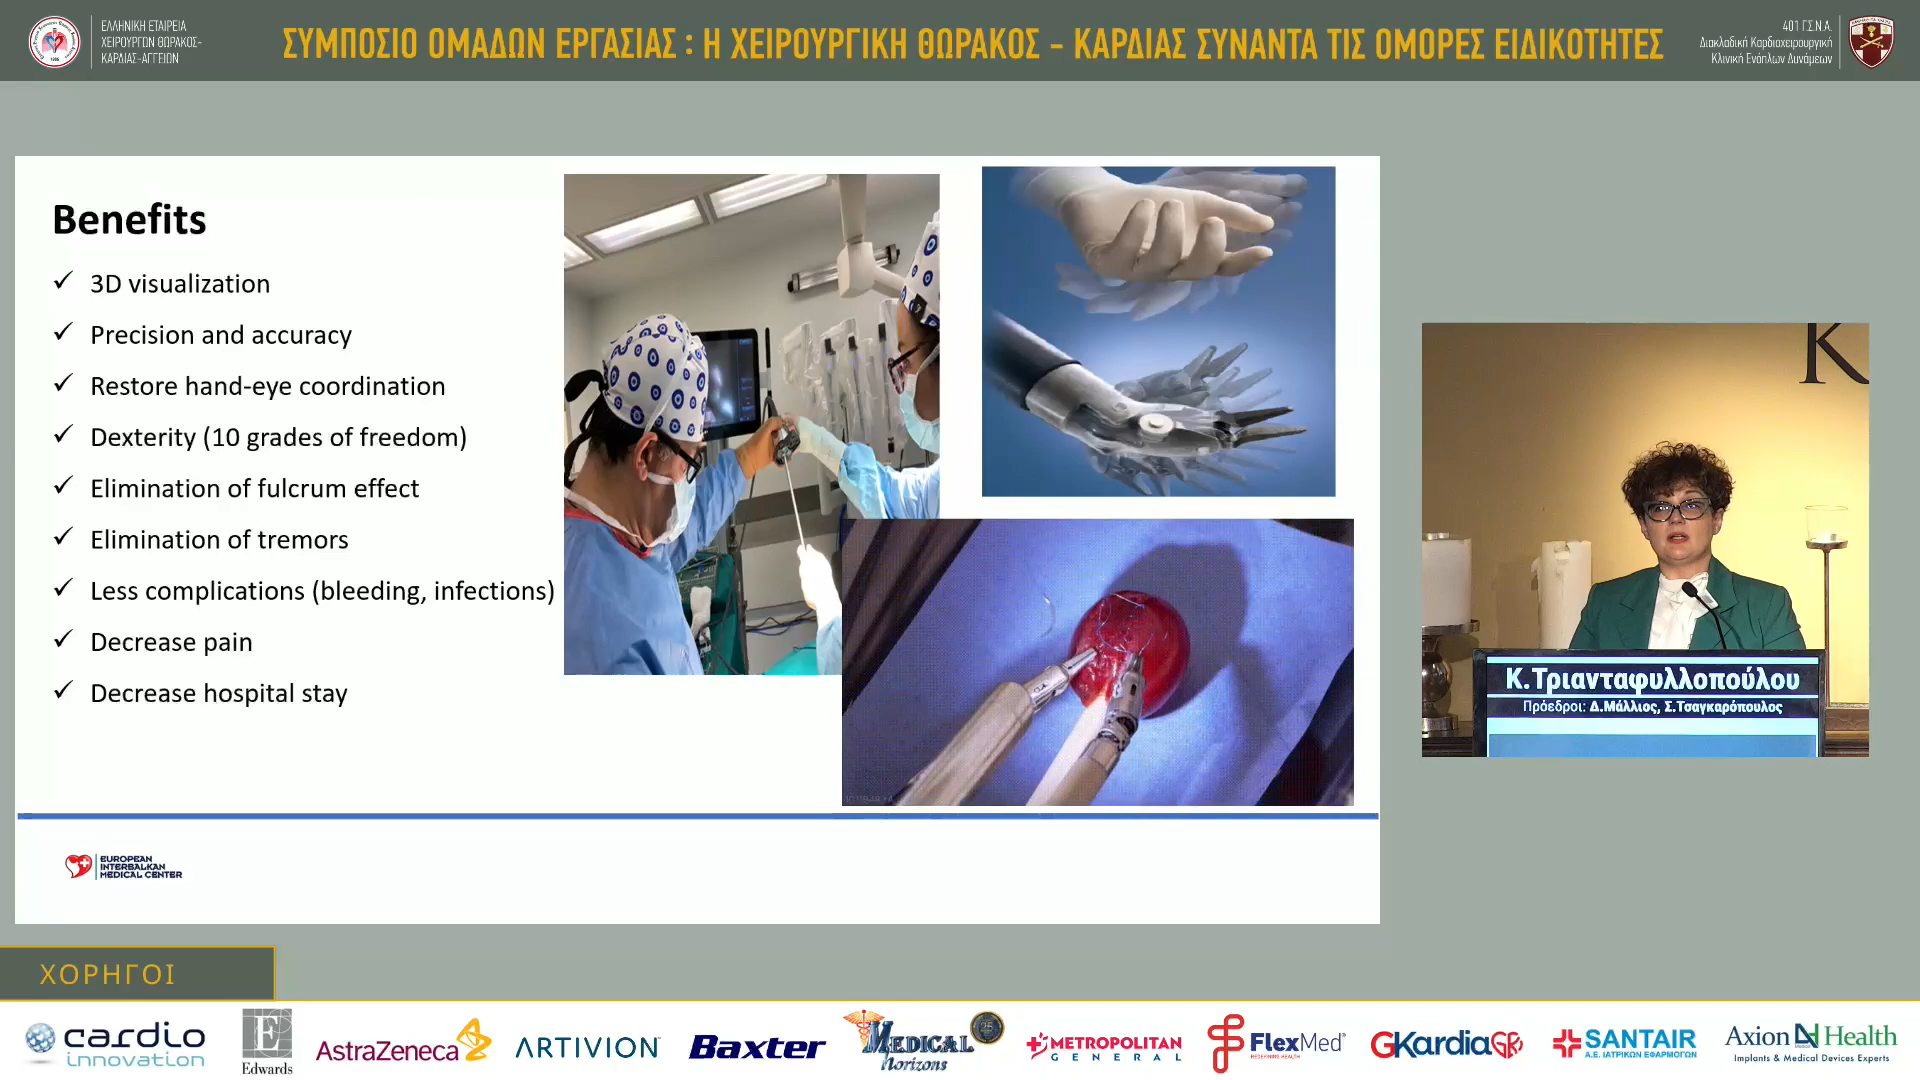 ΕΛΛΗΝΙΚΗ ΕΤΑΙΡΕΙΑ
ΧΕΙΡΟΥΡΓΩΝ ΘΩΡΑΚΟΣ-
ΚΑΡΔΙΑΣ-ΑΓΓΕΙΩΝ
ΣΥΜΠΟΣΙΟ ΟΜΑΔΩΝ ΕΡΓΑΣΙΑΣ : Η ΧΕΙΡΟΥΡΓΙΚΗ ΘΩΡΑΚΟΣ - ΚΑΡΔΙΑΣ ΣΥΝΑΝΤΑ ΤΙΣ ΟΜΟΡΕΣ ΕΙΔΙΚΟΤΗΤΕΣ
401 Γ.Σ.Ν.Α.
Διακλαδική Καρδιοχειρουργική
Κλινική Ενόπλων Δυνάμεων
Benefits
✓ 3D visualization
✓ Precision and accuracy
✓ Restore hand-eye coordination
✓ Dexterity (10 grades of freedom)
✓ Elimination of fulcrum effect
✓ Elimination of tremors
✓ Less complications (bleeding, infections)
✓ Decrease pain
✓ Decrease hospital stay
EUROPEAN
INTERBALKAN
MEDICAL CENTER
K
Κ.Τριανταφυλλοπούλου
Πρόεδροι: Δ.Μάλλιος, Σ.Τσαγκαρόπουλος
ΧΟΡΗΓΟΙ
cardio
innovation
E
Edwards
AstraZeneca
ARTIVION
Baxter
MEDICAL
Horizons
25
METROPOLITAN
GENERAL
FlexMed
REDEFINING HEALTH
GKardiaGR
SANTAIR
Α.Ε. ΙΑΤΡΙΚΩΝ ΕΦΑΡΜΟΓΩΝ
Axion Health
Implants & Medical Devices Experts